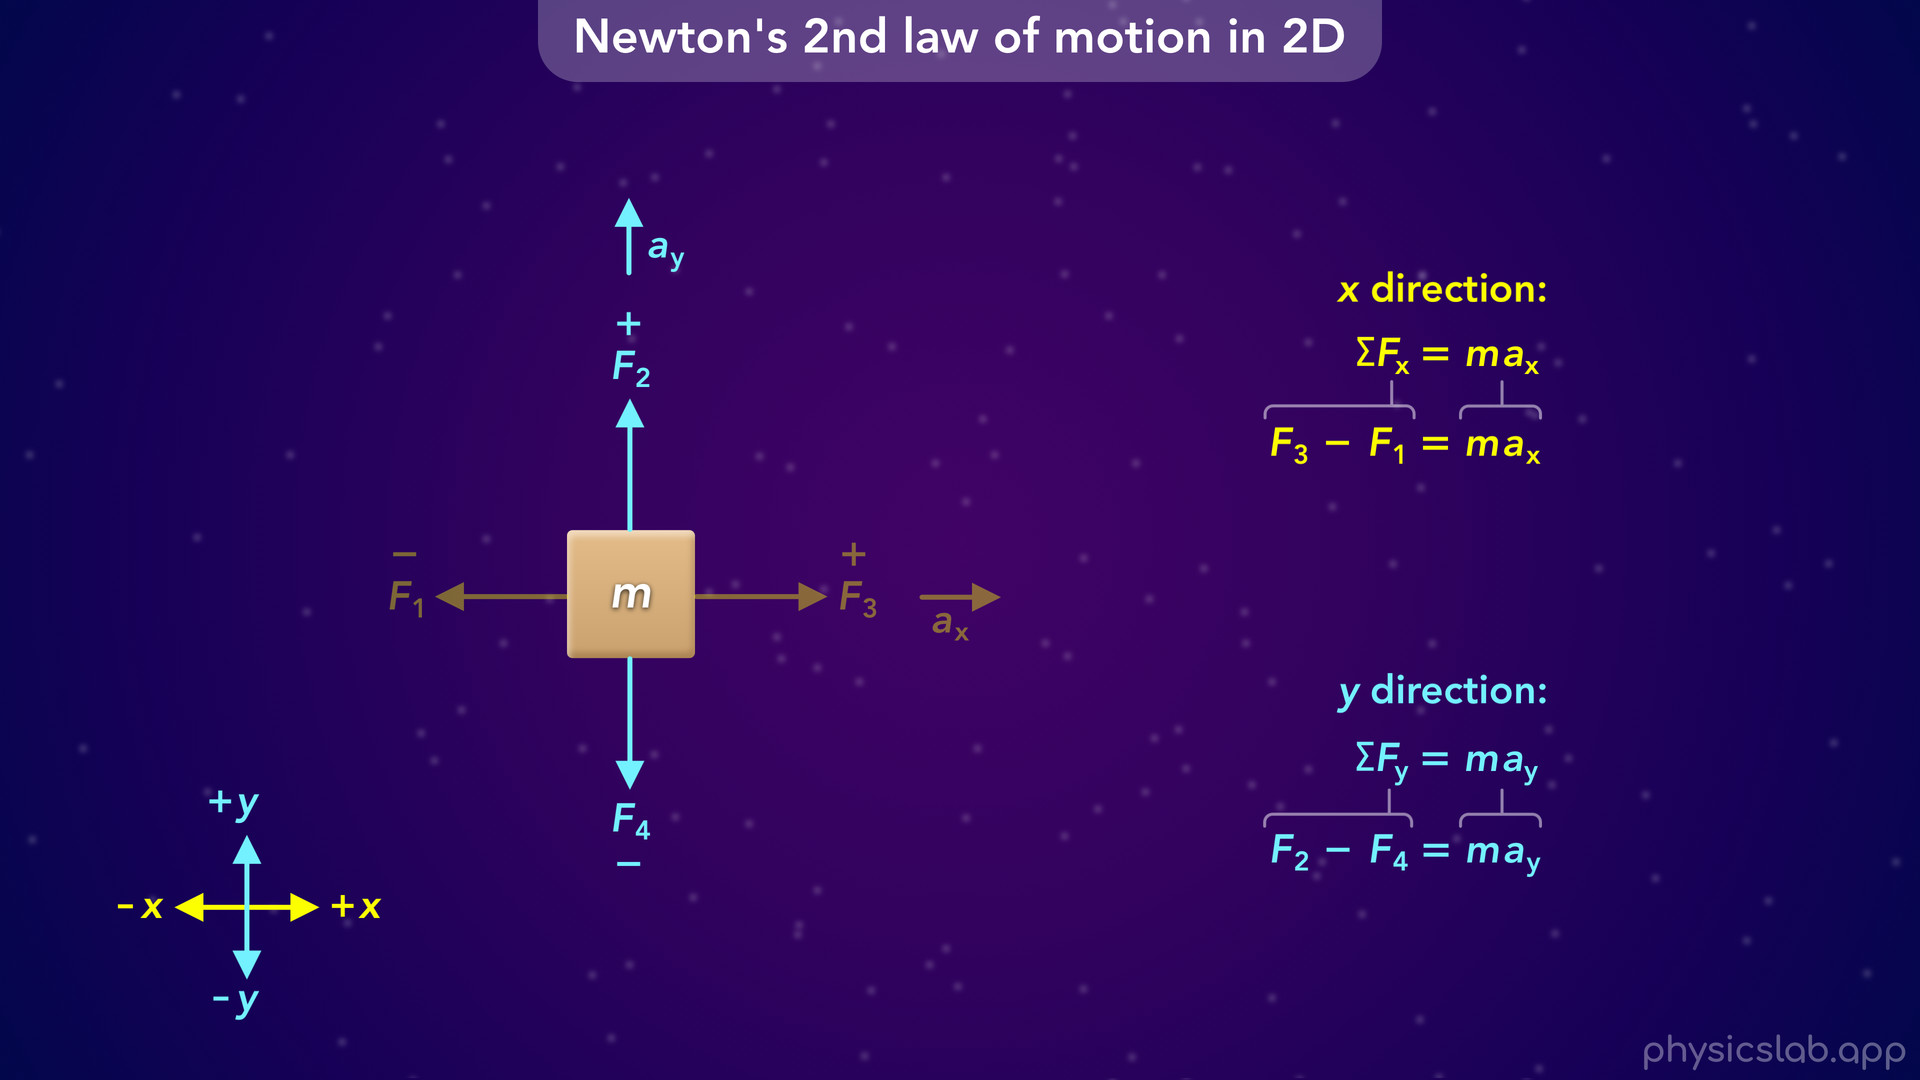 Newton's 2nd law of motion in 2D
a_y
+
F_2
− 
F_1
m
+
F_3
a_x
F_4
−
+y
−x
+x
−y
x direction:
ΣF_x = ma_x
F_3 − F_1 = ma_x
y direction:
ΣF_y = ma_y
F_2 − F_4 = ma_y
physicslab.app